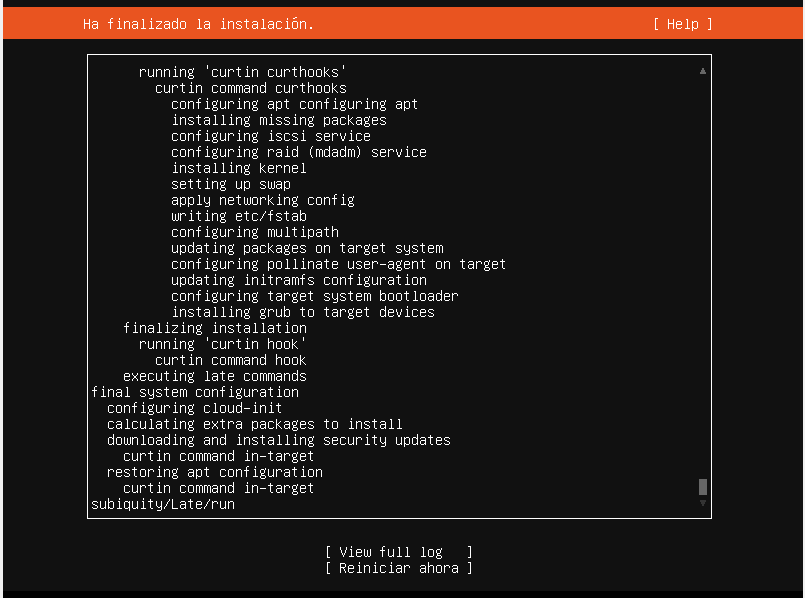 Ha finalizado la instalación. [ Help ]
running 'curtin curthooks'
curtin command curthooks
configuring apt configuring apt
installing missing packages
configuring iscsi service
configuring raid (mdadm) service
installing kernel
setting up swap
apply networking config
writing etc/fstab
configuring multipath
updating packages on target system
configuring pollinate user-agent on target
updating initramfs configuration
configuring target system bootloader
installing grub to target devices
finalizing installation
running 'curtin hook'
curtin command hook
executing late commands
final system configuration
configuring cloud-init
calculating extra packages to install
downloading and installing security updates
curtin command in-target
restoring apt configuration
curtin command in-target
subiquity/Late/run
[ View full log ]
[ Reiniciar ahora ]